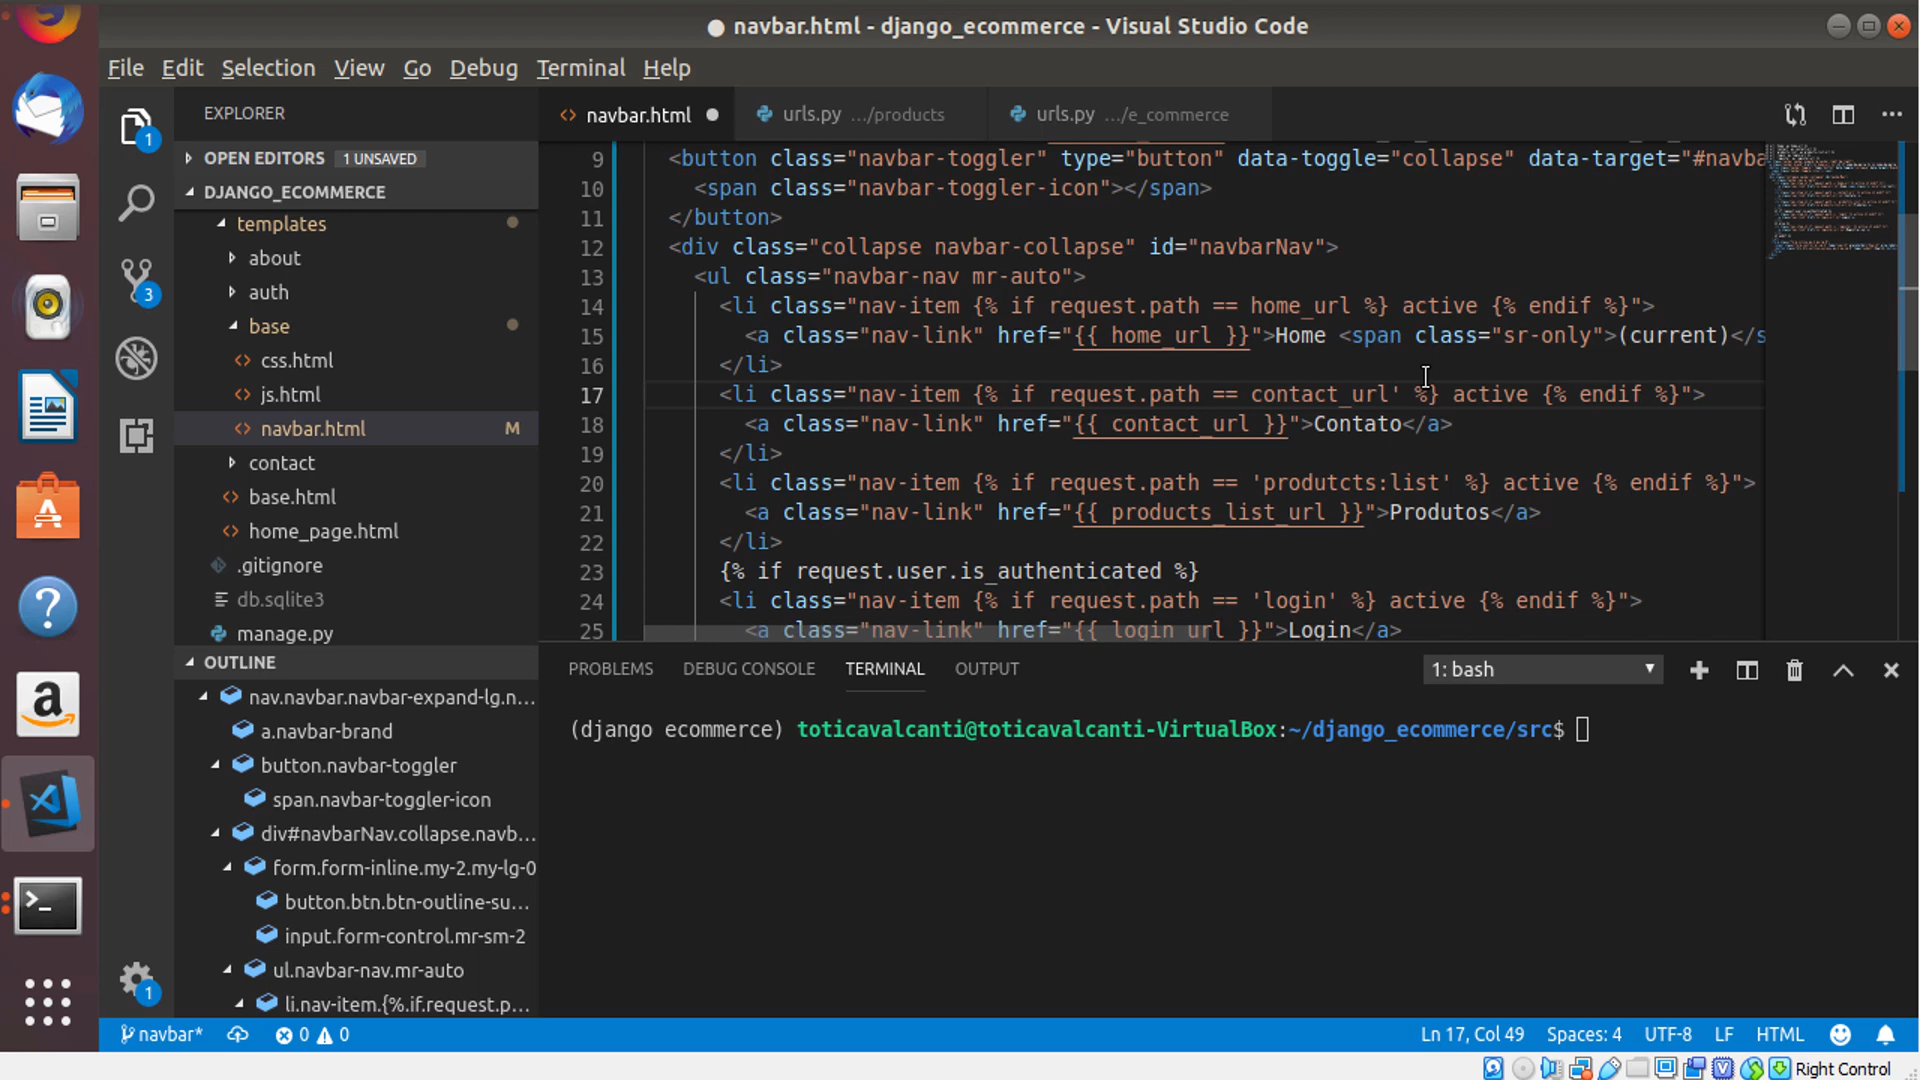 navbar.html - django_ecommerce - Visual Studio Code
File Edit Selection View Go Debug Terminal Help
EXPLORER
navbar.html
urls.py .../products
urls.py .../e_commerce
OPEN EDITORS 1 UNSAVED
DJANGO_ECOMMERCE
templates
about
auth
base
css.html
js.html
navbar.html M
contact
base.html
home_page.html
.gitignore
db.sqlite3
manage.py
OUTLINE
nav.navbar.navbar-expand-lg.n...
a.navbar-brand
button.navbar-toggler
span.navbar-toggler-icon
div#navbarNav.collapse.navb...
form.form-inline.my-2.my-lg-0
button.btn.btn-outline-su...
input.form-control.mr-sm-2
ul.navbar-nav.mr-auto
li.nav-item.{%.if.request.p...
9 <button class="navbar-toggler" type="button" data-toggle="collapse" data-target="#navba
10 <span class="navbar-toggler-icon"></span>
11 </button>
12 <div class="collapse navbar-collapse" id="navbarNav">
13 <ul class="navbar-nav mr-auto">
14 <li class="nav-item {% if request.path == home_url %} active {% endif %}">
15 <a class="nav-link" href="{{ home_url }}">Home <span class="sr-only">(current)</s
16 </li>
17 <li class="nav-item {% if request.path == contact_url' %} active {% endif %}">
18 <a class="nav-link" href="{{ contact_url }}">Contato</a>
19 </li>
20 <li class="nav-item {% if request.path == 'produtcts:list' %} active {% endif %}">
21 <a class="nav-link" href="{{ products_list_url }}">Produtos</a>
22 </li>
23 {% if request.user.is_authenticated %}
24 <li class="nav-item {% if request.path == 'login' %} active {% endif %}">
25 <a class="nav-link" href="{{ login_url }}">Login</a>
PROBLEMS DEBUG CONSOLE TERMINAL OUTPUT 1: bash
(django ecommerce) toticavalcanti@toticavalcanti-VirtualBox:~/django_ecommerce/src$
navbar* 0 0 Ln 17, Col 49 Spaces: 4 UTF-8 LF HTML
Right Control
1
3
1